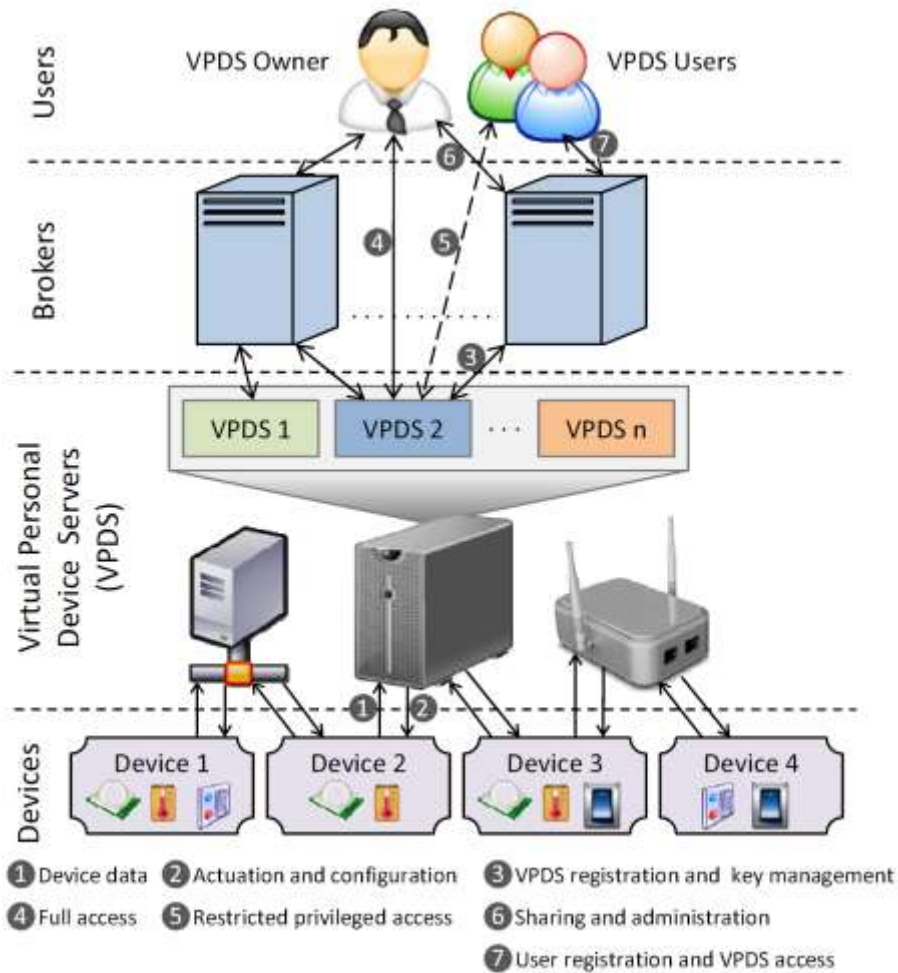 VPDS Owner
VPDS Users
Users
7
6
Brokers
4
5
3
VPDS 1
VPDS 2
...
VPDS n
Virtual Personal
Device Servers
(VPDS)
1
2
Devices
Device 1
Device 2
Device 3
Device 4
1 Device data
2 Actuation and configuration
3 VPDS registration and key management
4 Full access
5 Restricted privileged access
6 Sharing and administration
7 User registration and VPDS access